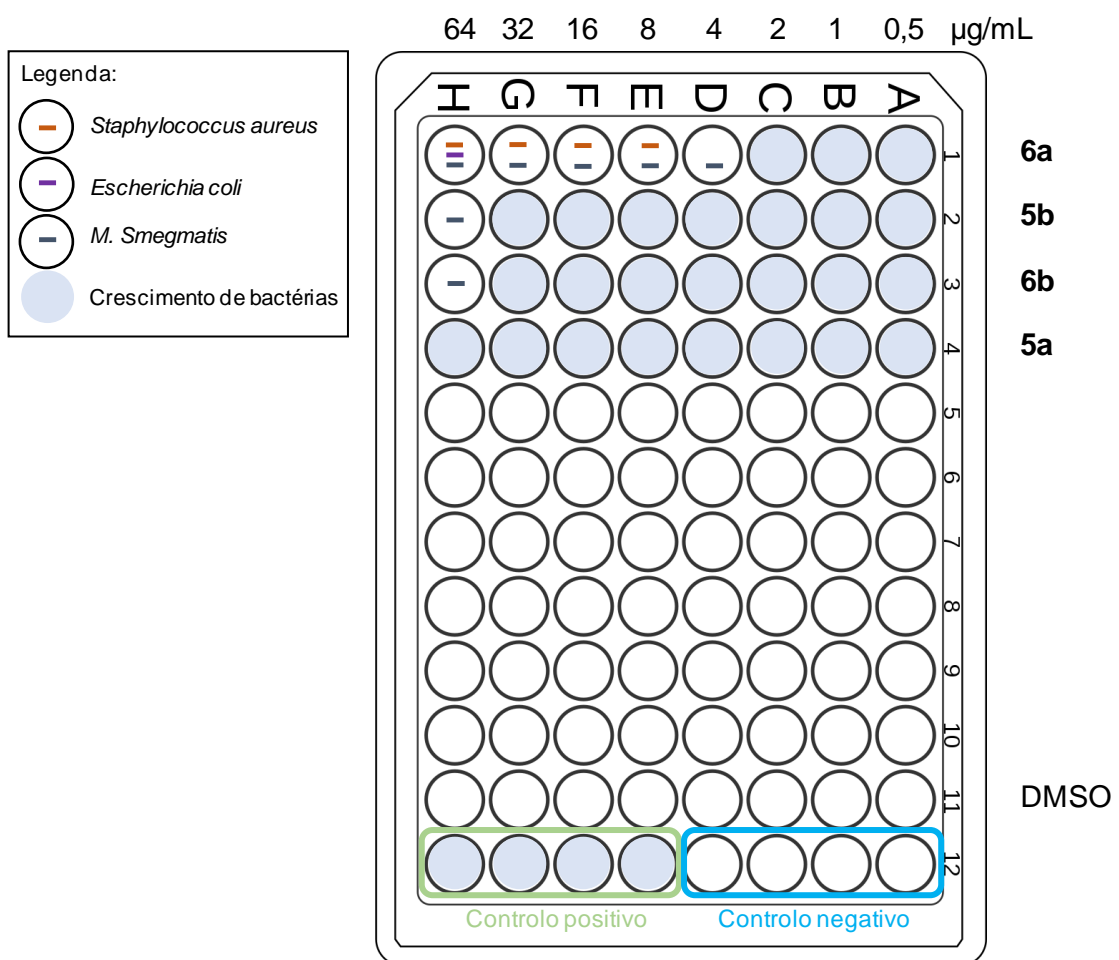 64 32 16 8 4 2 1 0,5 µg/mL
Legenda:
Staphylococcus aureus
Escherichia coli
M. Smegmatis
Crescimento de bactérias
H G F E D C B A
1 6a
2 5b
3 6b
4 5a
5
6
7
8
9
10
11 DMSO
12
Controlo positivo Controlo negativo